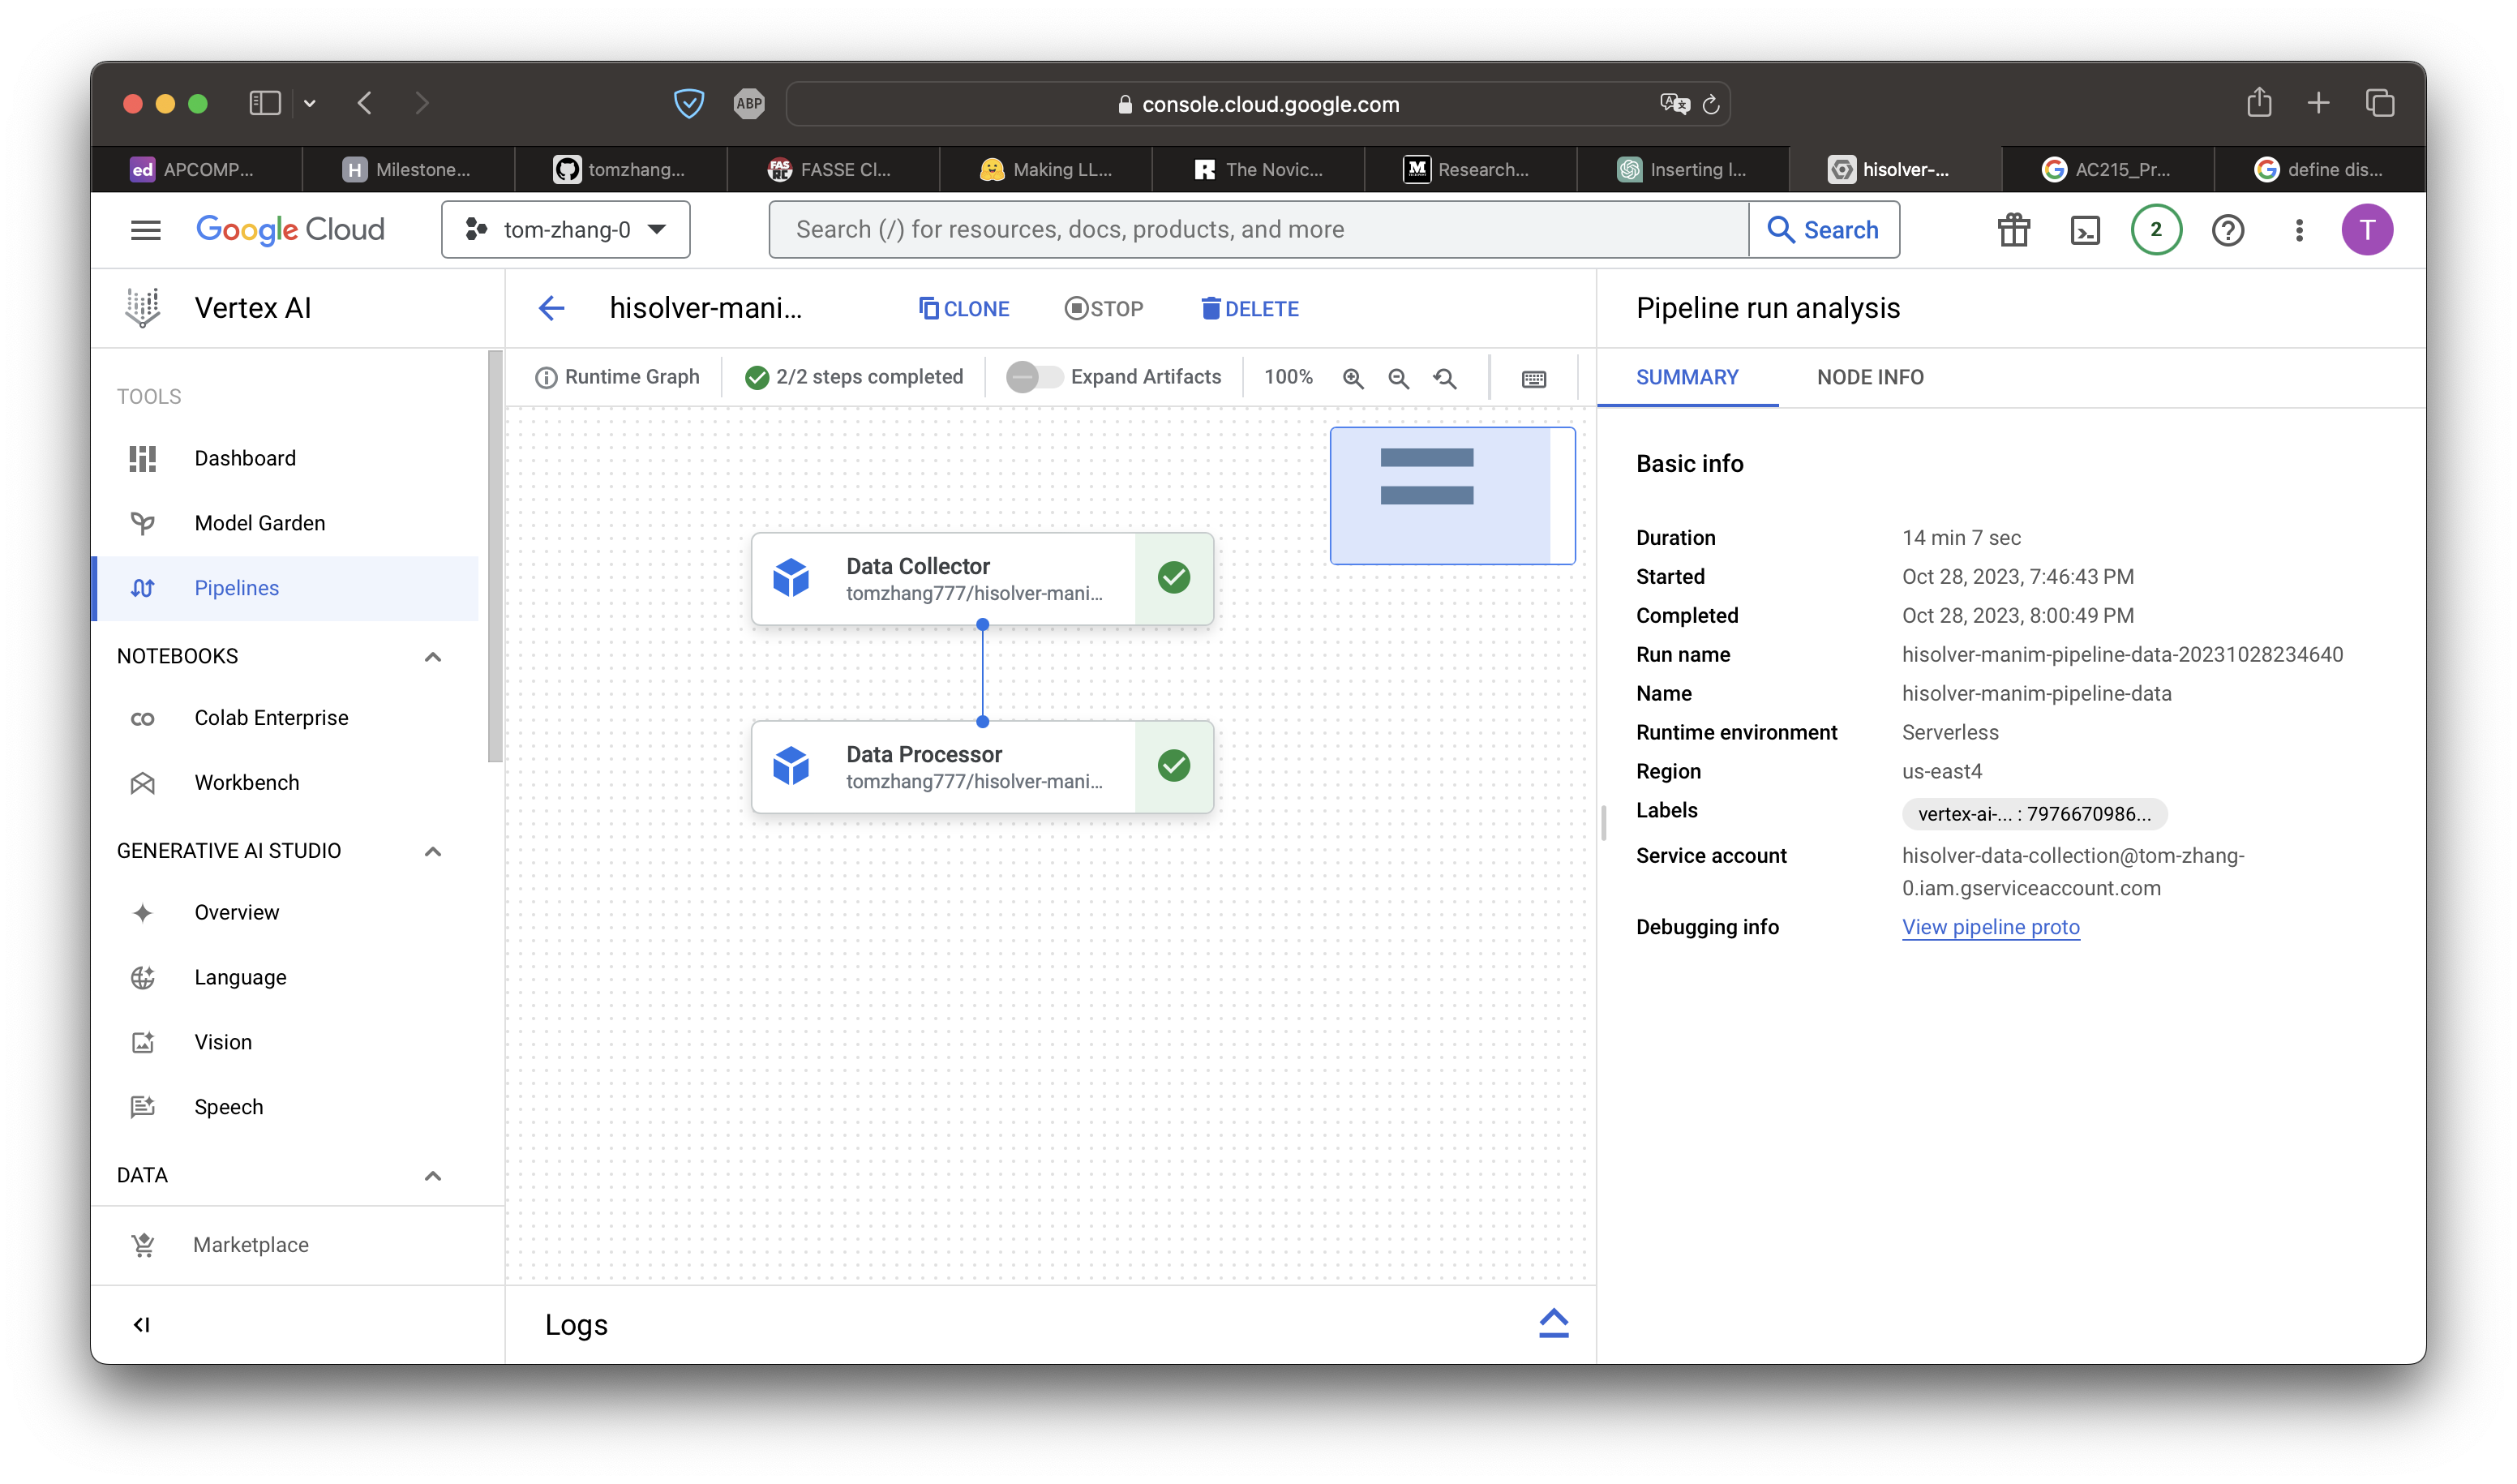 console.cloud.google.com
ed APCOMP...
H Milestone...
tomzhang...
FAS RC FASSE Cl...
Making LL...
R The Novic...
M Research...
Inserting l...
hisolver-...
G AC215_Pr...
G define dis...
ABP
Google Cloud
tom-zhang-0
Search (/) for resources, docs, products, and more
Search
2
T
Vertex AI
TOOLS
Dashboard
Model Garden
Pipelines
NOTEBOOKS
Colab Enterprise
Workbench
GENERATIVE AI STUDIO
Overview
Language
Vision
Speech
DATA
Marketplace
hisolver-mani...
CLONE
STOP
DELETE
Runtime Graph
2/2 steps completed
Expand Artifacts
100%
Data Collector
tomzhang777/hisolver-mani...
Data Processor
tomzhang777/hisolver-mani...
Logs
Pipeline run analysis
SUMMARY
NODE INFO
Basic info
Duration 14 min 7 sec
Started Oct 28, 2023, 7:46:43 PM
Completed Oct 28, 2023, 8:00:49 PM
Run name hisolver-manim-pipeline-data-20231028234640
Name hisolver-manim-pipeline-data
Runtime environment Serverless
Region us-east4
Labels vertex-ai-... : 7976670986...
Service account hisolver-data-collection@tom-zhang-
0.iam.gserviceaccount.com
Debugging info View pipeline proto